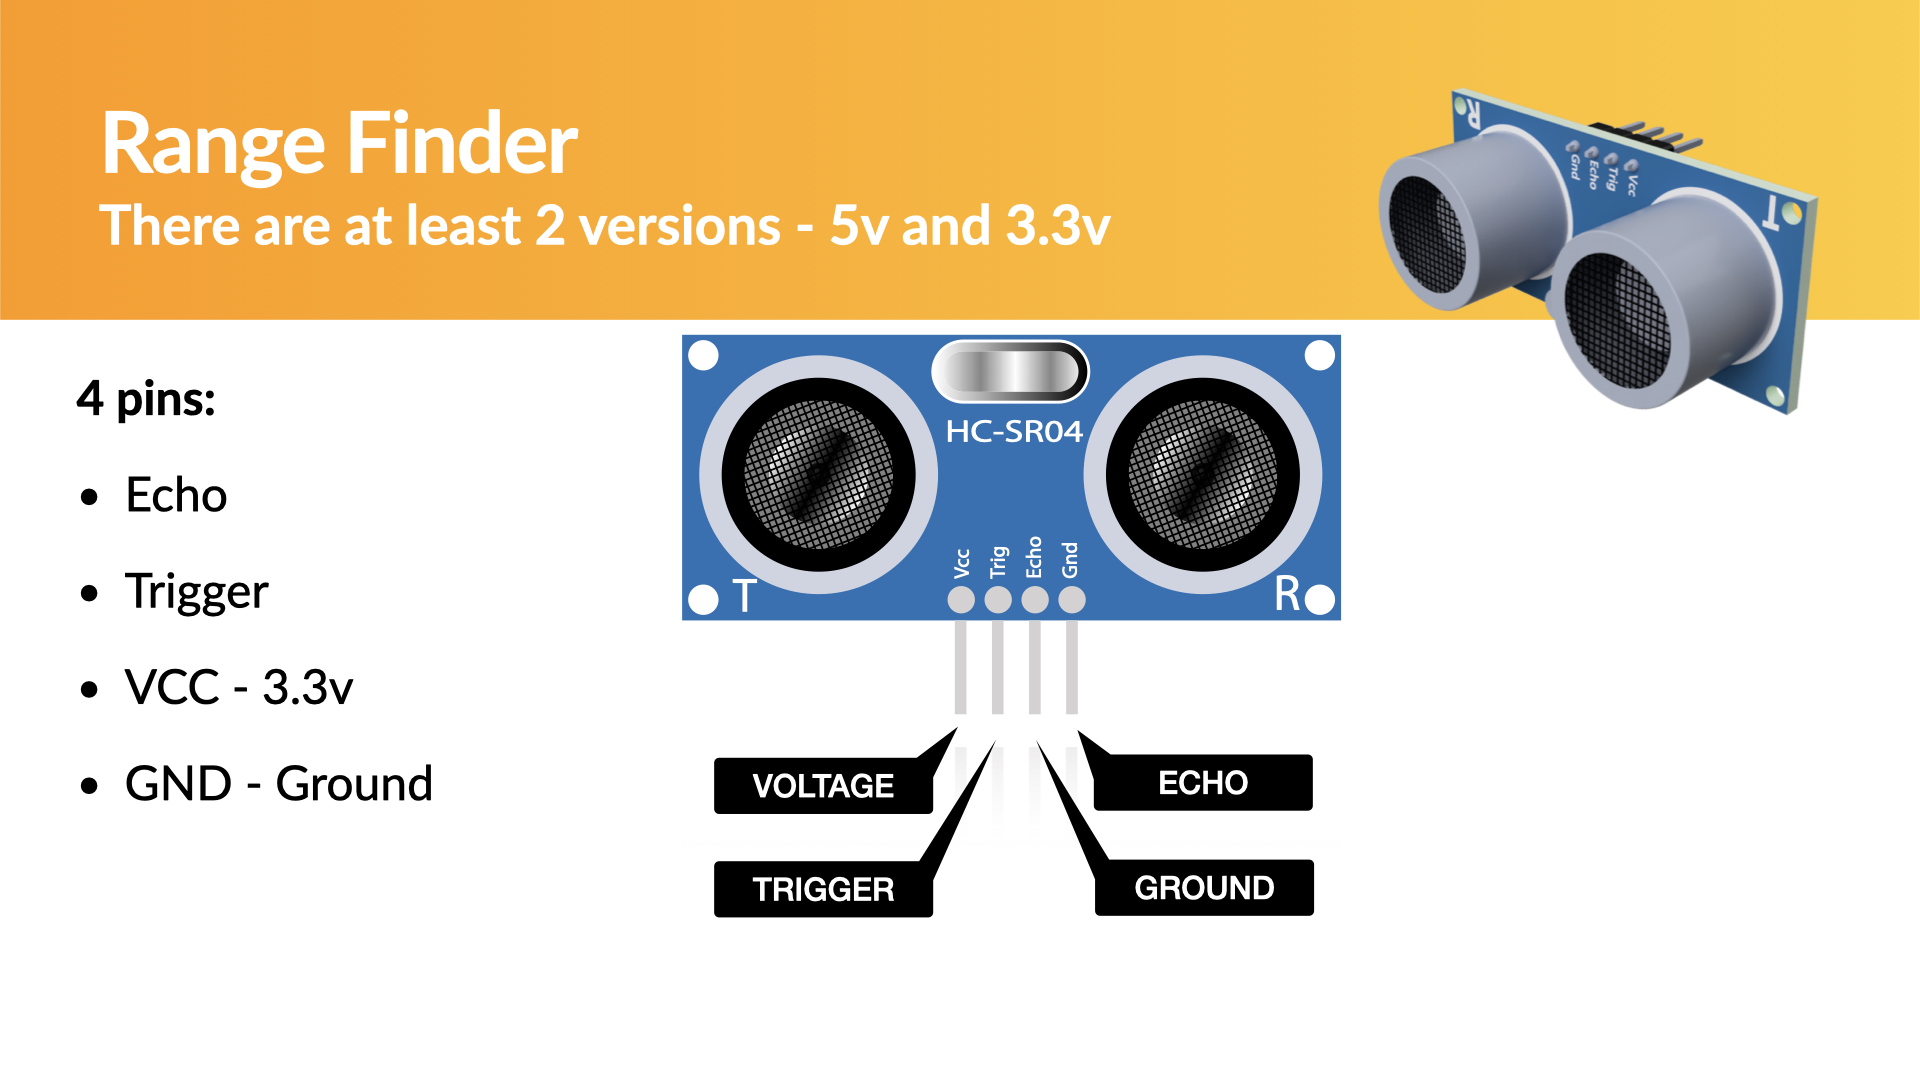 Range Finder
There are at least 2 versions - 5v and 3.3v
R
Gnd
Echo
Trig
Vcc
T
4 pins:
• Echo
• Trigger
• VCC - 3.3v
• GND - Ground
HC-SR04
Vcc
Trig
Echo
Gnd
T
R
VOLTAGE
ECHO
TRIGGER
GROUND